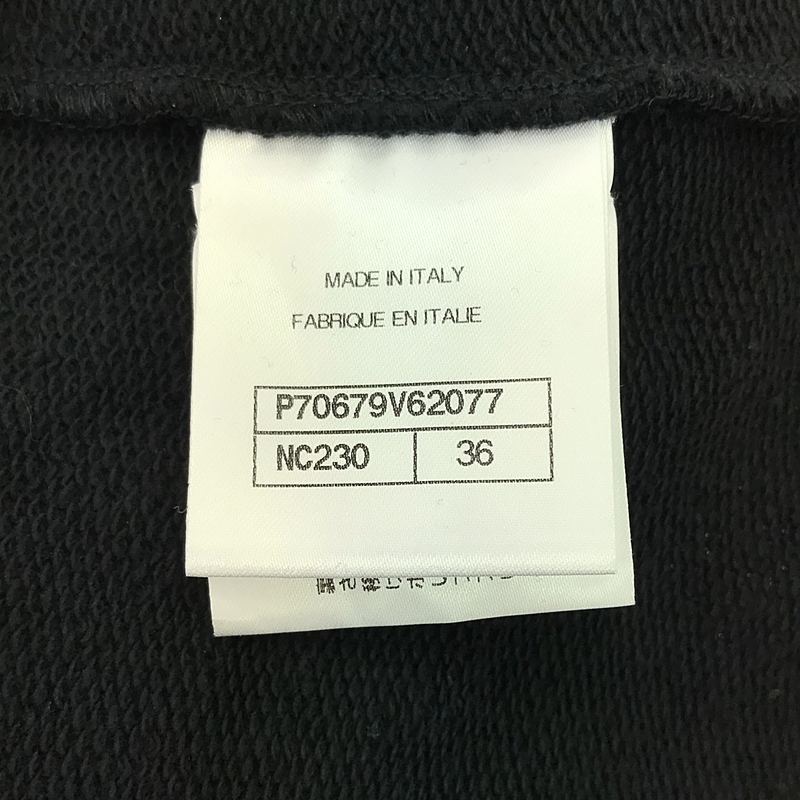 MADE IN ITALY
FABRIQUE EN ITALIE
P70679V62077
NC230 36